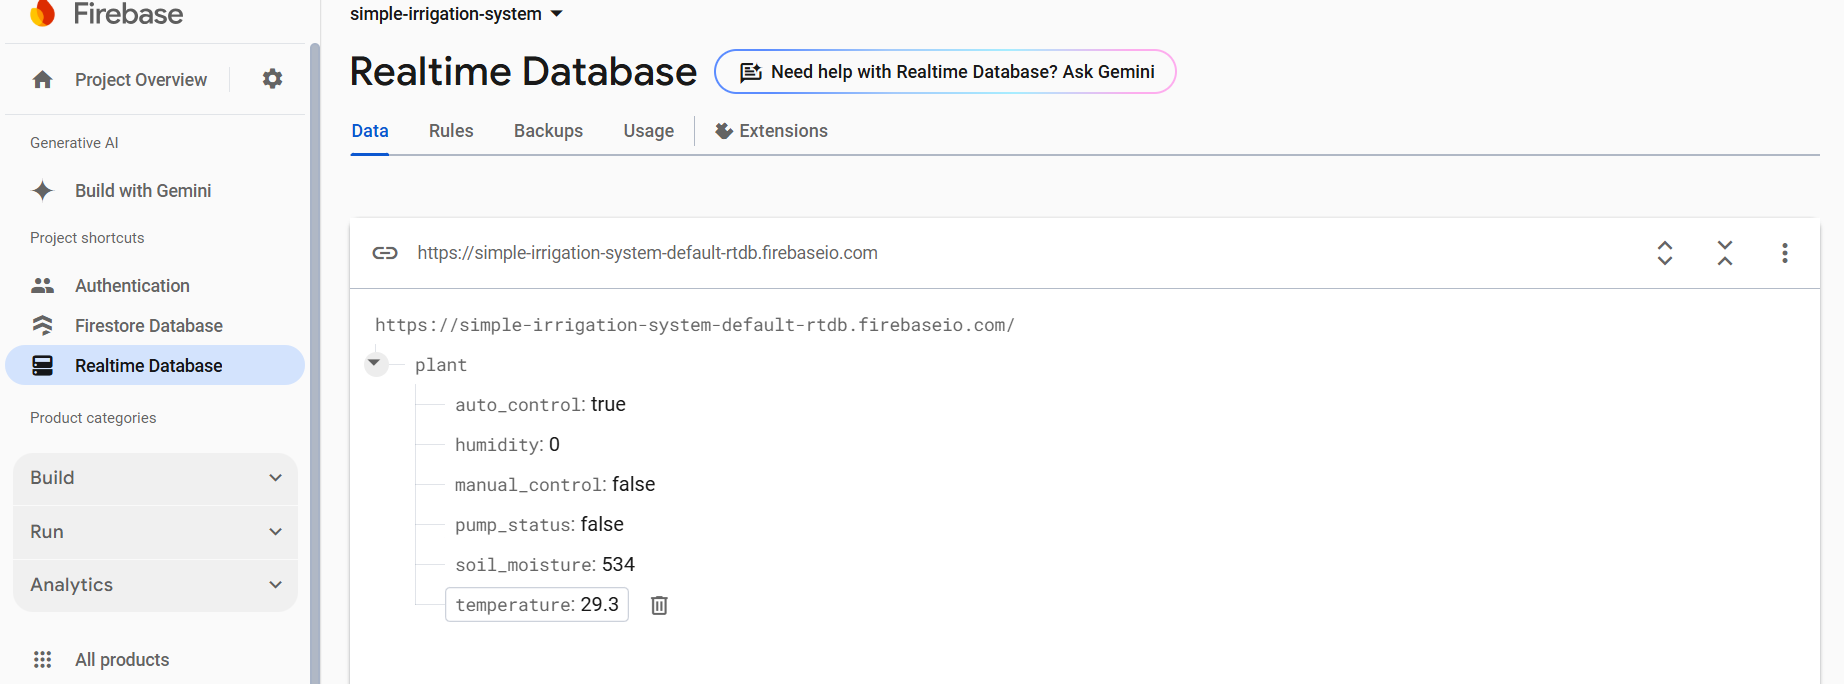 Firebase
Project Overview
Generative AI
Build with Gemini
Project shortcuts
Authentication
Firestore Database
Realtime Database
Product categories
Build
Run
Analytics
All products
simple-irrigation-system
Realtime Database
Need help with Realtime Database? Ask Gemini
Data Rules Backups Usage Extensions
https://simple-irrigation-system-default-rtdb.firebaseio.com
https://simple-irrigation-system-default-rtdb.firebaseio.com/
plant
auto_control: true
humidity: 0
manual_control: false
pump_status: false
soil_moisture: 534
temperature: 29.3